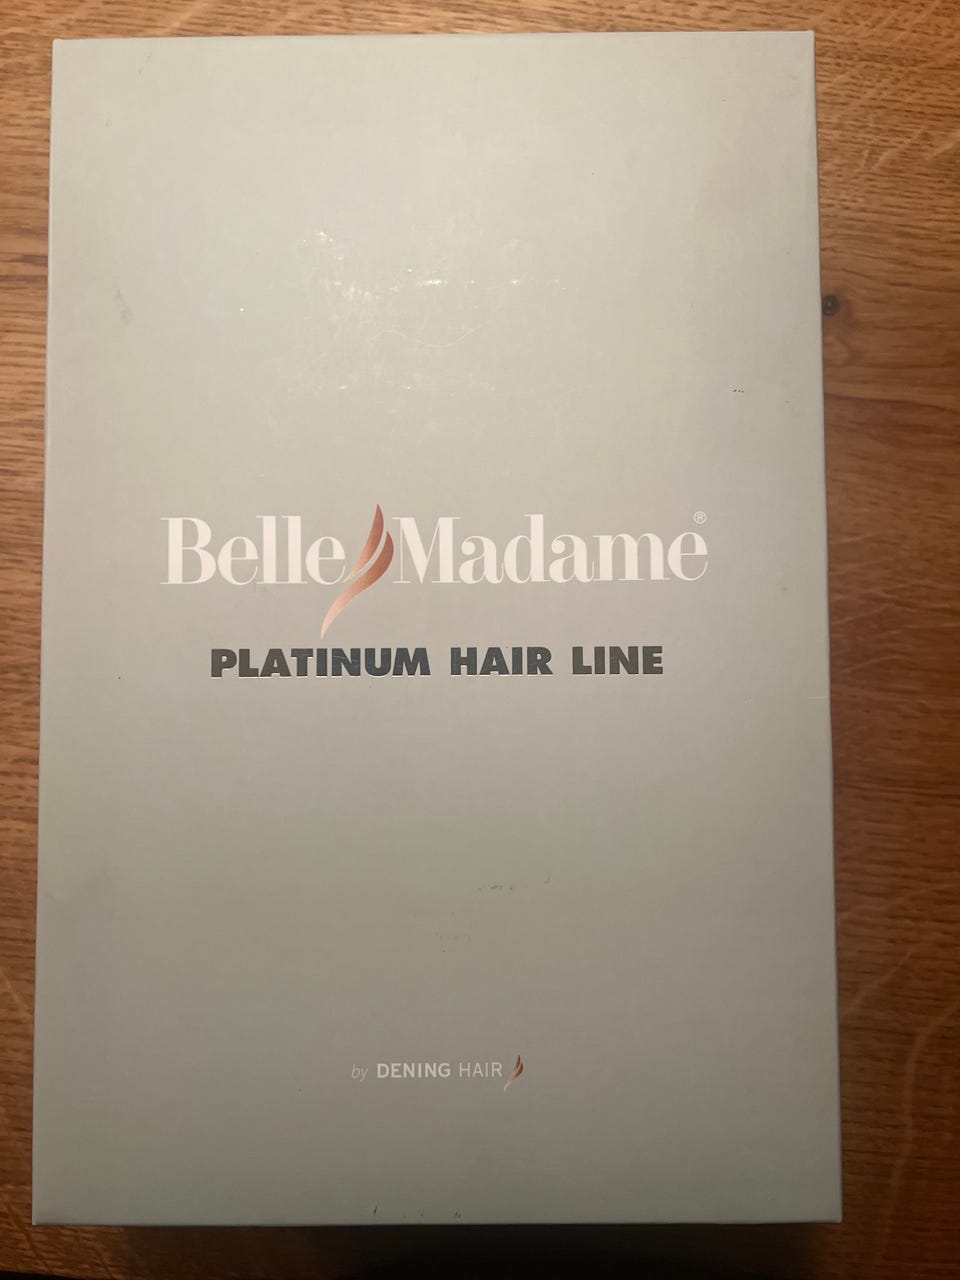 Belle Madame®
PLATINUM HAIR LINE
by DENING HAIR